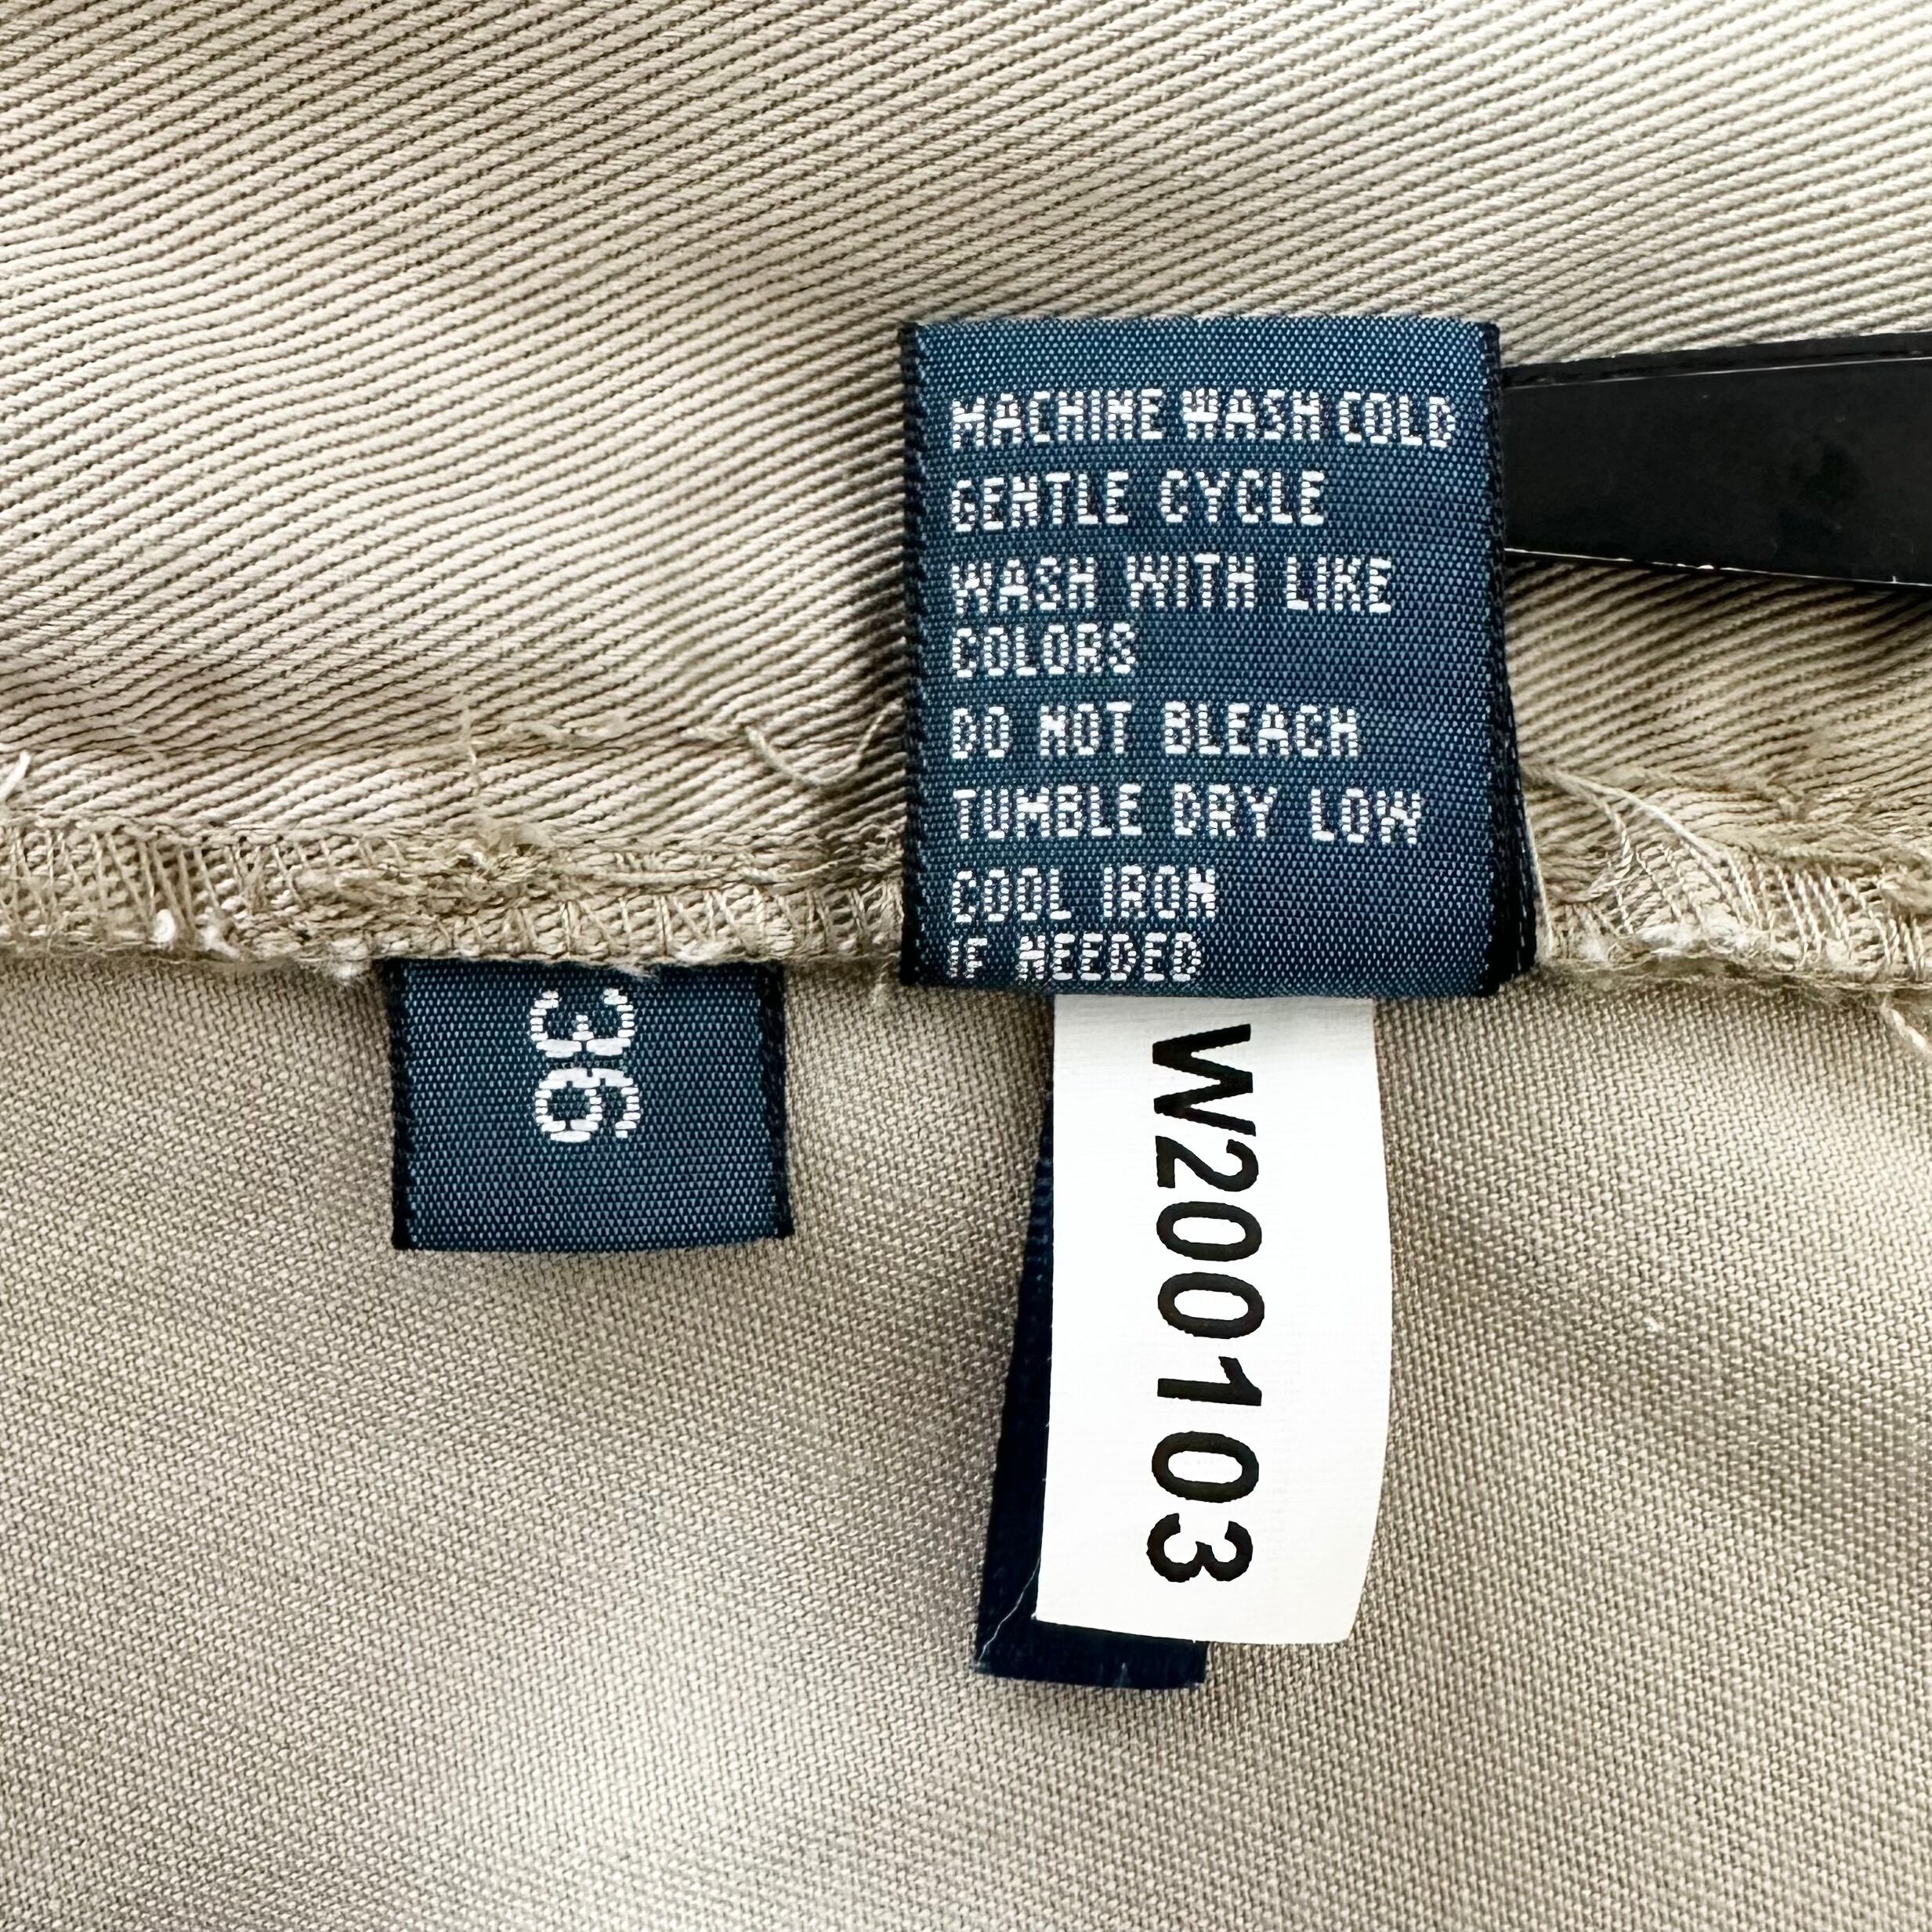 MACHINE WASH COLD
GENTLE CYCLE
WASH WITH LIKE
COLORS
DO NOT BLEACH
TUMBLE DRY LOW
COOL IRON
IF NEEDED
36
W200103